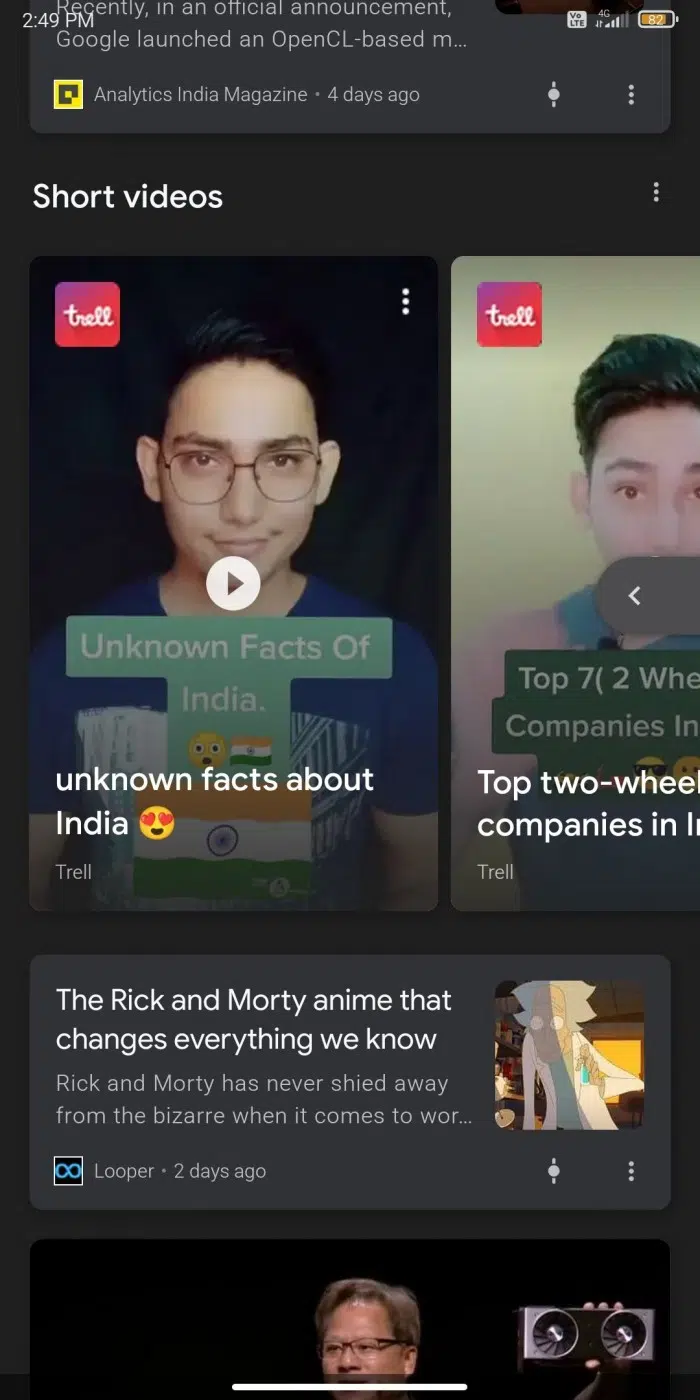 Recently, in an official announcement,
2:49 PM
Vo
LTE
4G
82
Google launched an OpenCL-based m...
Analytics India Magazine • 4 days ago
Short videos
trell
trell
Unknown Facts Of
India.
unknown facts about
India 😍
Trell
Top 7( 2 Whe
Companies In
Top two-wheel
companies in I
Trell
The Rick and Morty anime that
changes everything we know
Rick and Morty has never shied away
from the bizarre when it comes to wor...
Looper • 2 days ago